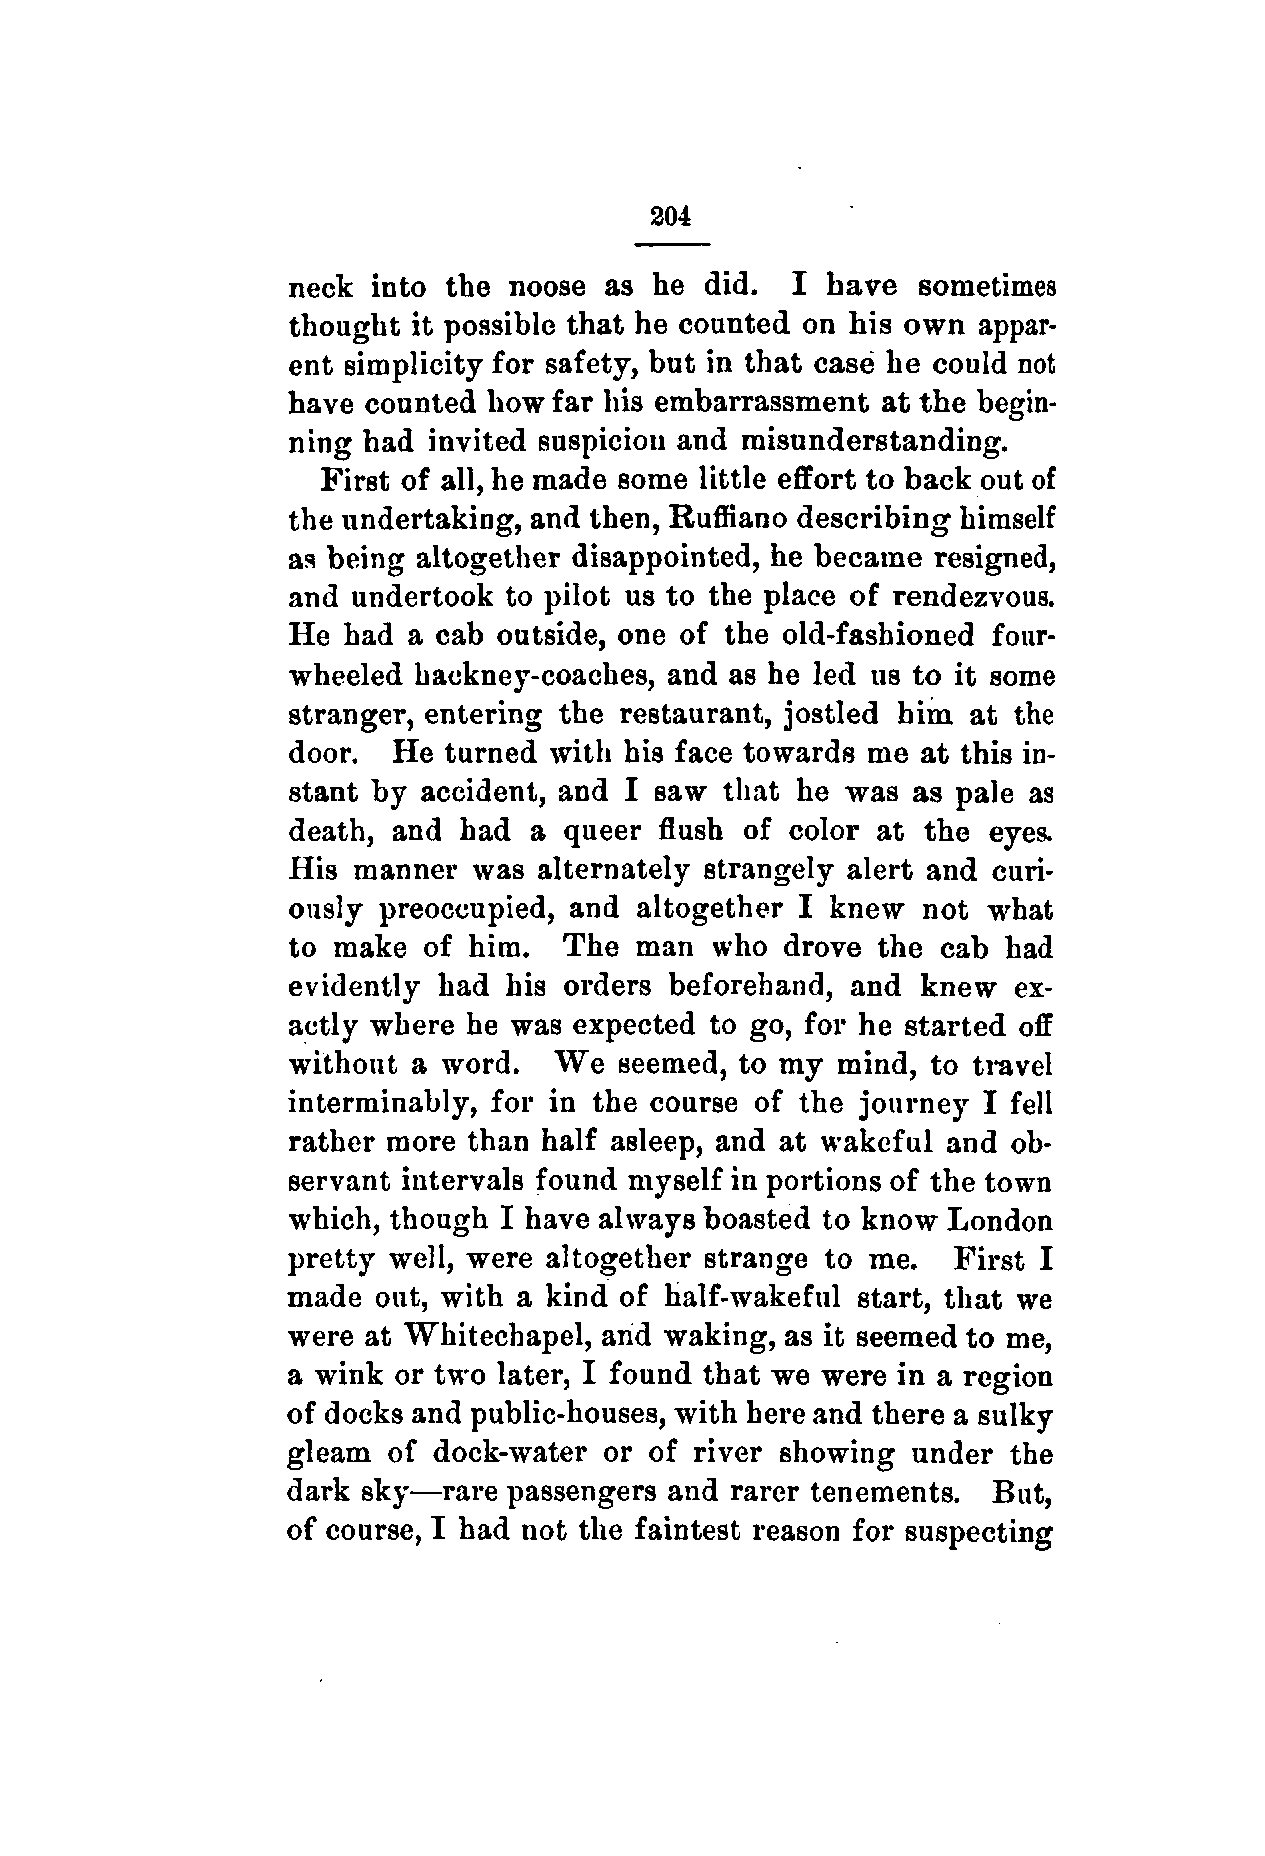 204
neck into the noose as he did. I have sometimes
thought it possible that he counted on his own appar-
ent simplicity for safety, but in that case he could not
have counted how far his embarrassment at the begin-
ning had invited suspicion and misunderstanding.
First of all, he made some little effort to back out of
the undertaking, and then, Ruffiano describing himself
as being altogether disappointed, he became resigned,
and undertook to pilot us to the place of rendezvous.
He had a cab outside, one of the old-fashioned four-
wheeled hackney-coaches, and as he led us to it some
stranger, entering the restaurant, jostled him at the
door. He turned with his face towards me at this in-
stant by accident, and I saw that he was as pale as
death, and had a queer flush of color at the eyes.
His manner was alternately strangely alert and curi-
ously preoccupied, and altogether I knew not what
to make of him. The man who drove the cab had
evidently had his orders beforehand, and knew ex-
actly where he was expected to go, for he started off
without a word. We seemed, to my mind, to travel
interminably, for in the course of the journey I fell
rather more than half asleep, and at wakeful and ob-
servant intervals found myself in portions of the town
which, though I have always boasted to know London
pretty well, were altogether strange to me. First I
made out, with a kind of half-wakeful start, that we
were at Whitechapel, and waking, as it seemed to me,
a wink or two later, I found that we were in a region
of docks and public-houses, with here and there a sulky
gleam of dock-water or of river showing under the
dark sky—rare passengers and rarer tenements. But,
of course, I had not the faintest reason for suspecting